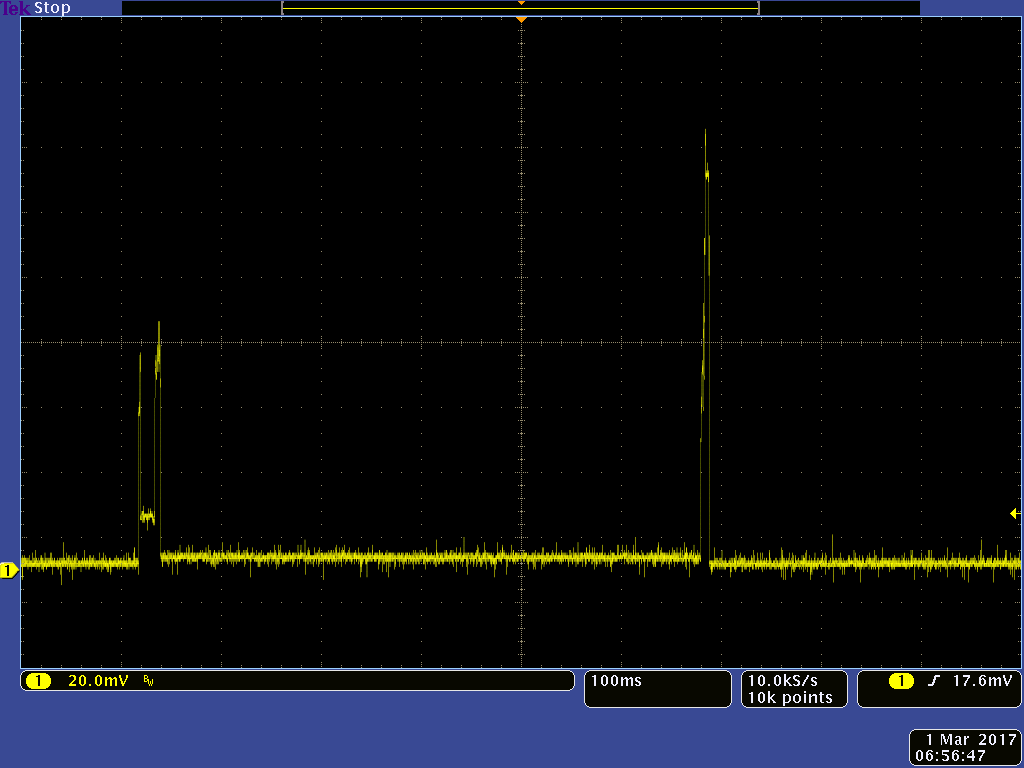 Tek Stop
1
1 20.0mV BW
100ms
10.0kS/s
10k points
1 17.6mV
1 Mar 2017
06:56:47